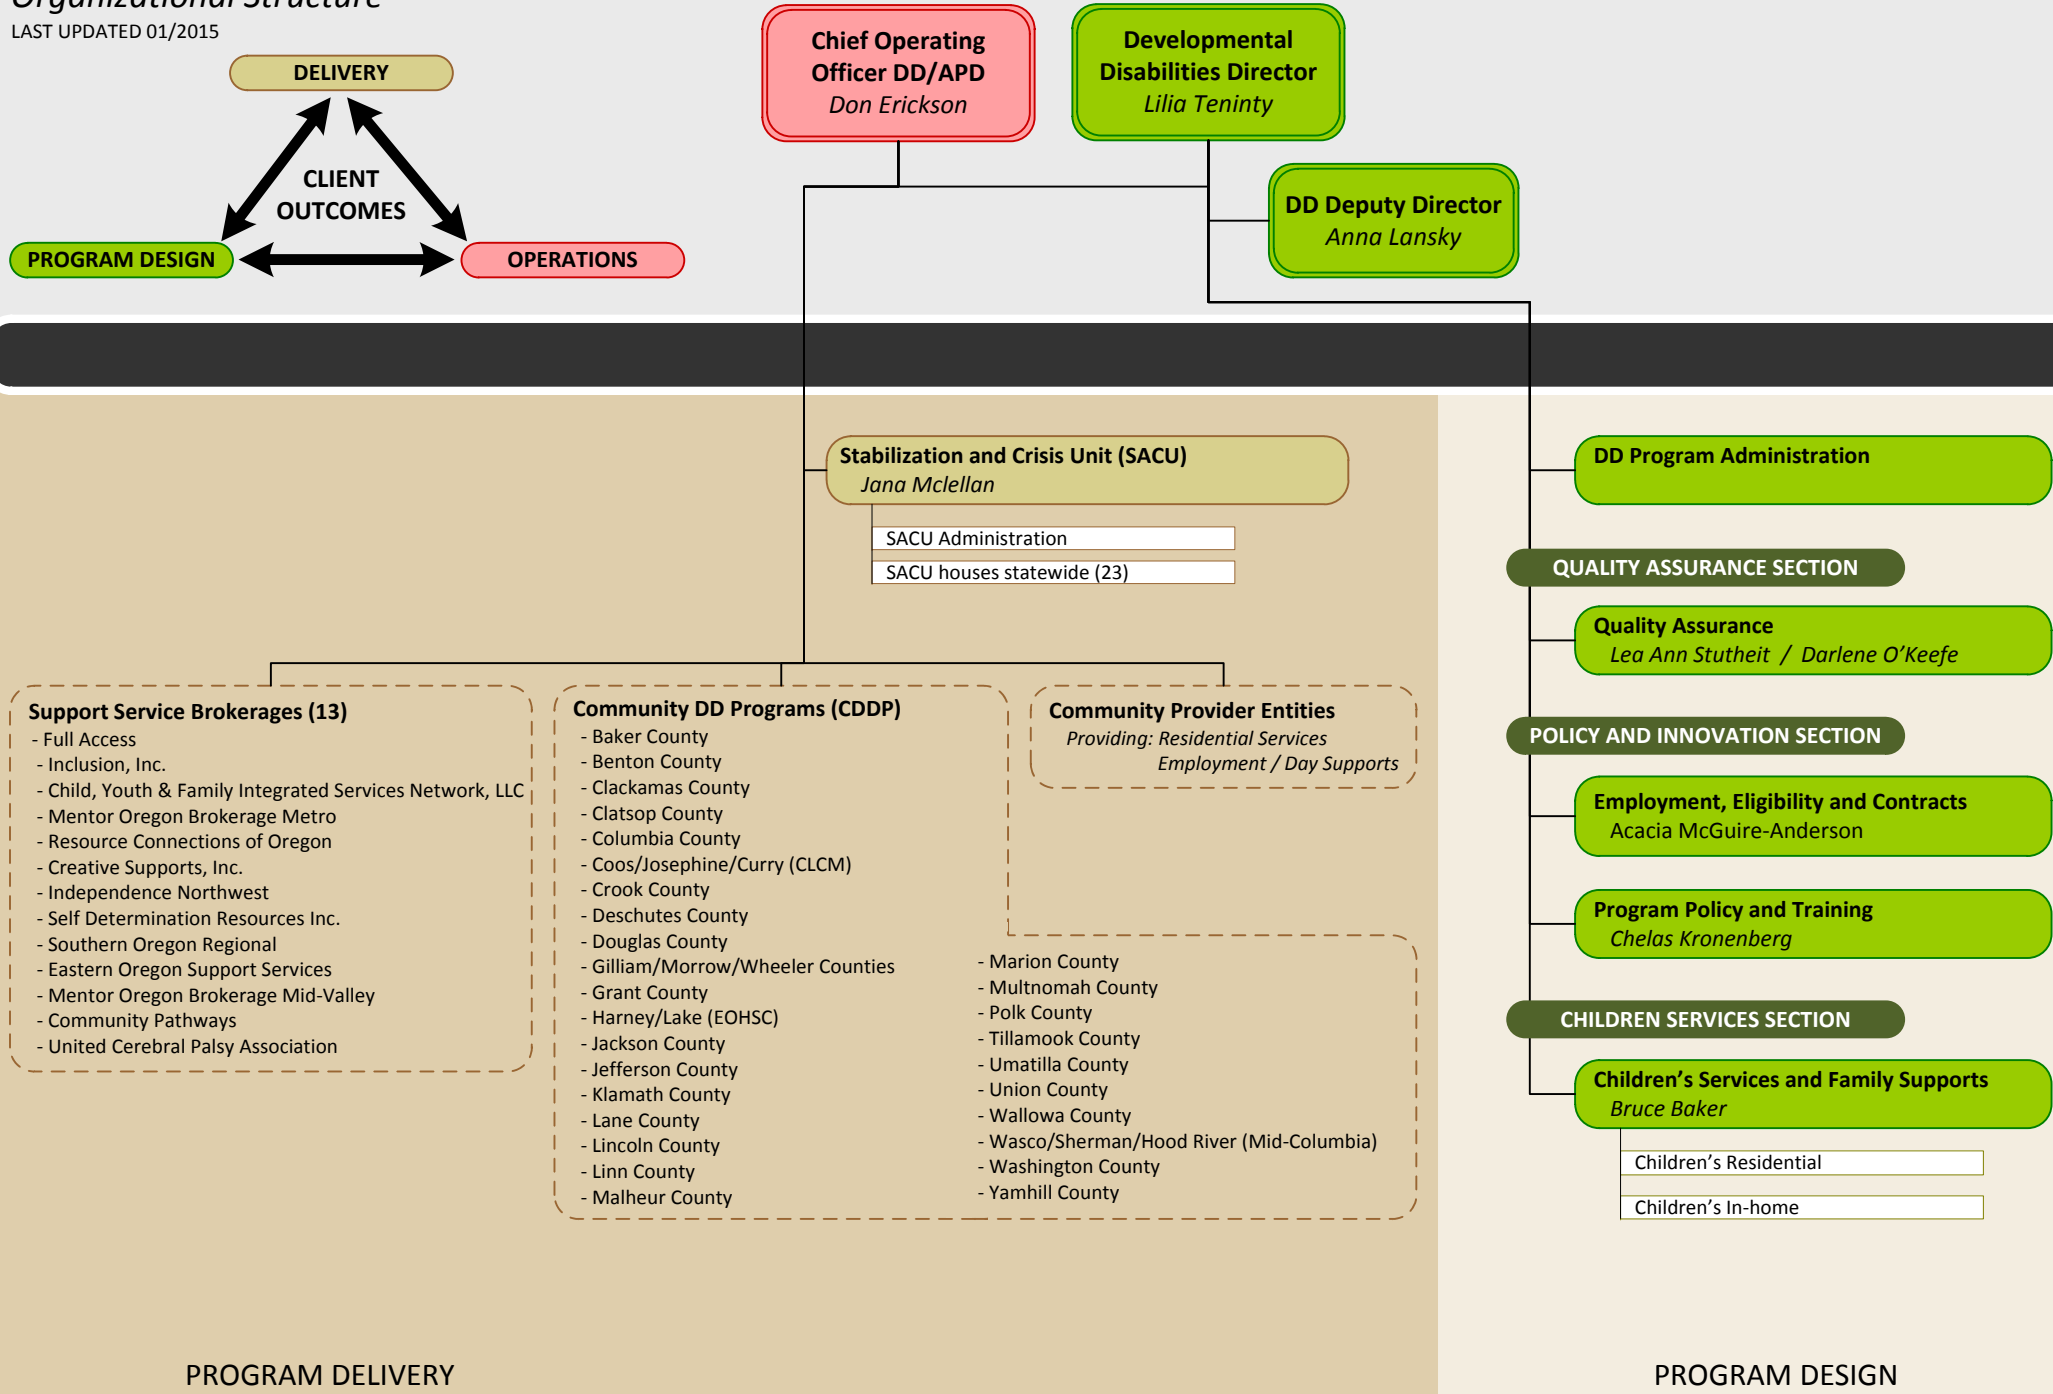 Organizational Structure
LAST UPDATED 01/2015
DELIVERY
CLIENT
OUTCOMES
PROGRAM DESIGN
OPERATIONS
Chief Operating
Officer DD/APD
Don Erickson
Developmental
Disabilities Director
Lilia Teninty
DD Deputy Director
Anna Lansky
Stabilization and Crisis Unit (SACU)
Jana Mclellan
SACU Administration
SACU houses statewide (23)
Support Service Brokerages (13)
- Full Access
- Inclusion, Inc.
- Child, Youth & Family Integrated Services Network, LLC
- Mentor Oregon Brokerage Metro
- Resource Connections of Oregon
- Creative Supports, Inc.
- Independence Northwest
- Self Determination Resources Inc.
- Southern Oregon Regional
- Eastern Oregon Support Services
- Mentor Oregon Brokerage Mid-Valley
- Community Pathways
- United Cerebral Palsy Association
Community DD Programs (CDDP)
- Baker County
- Benton County
- Clackamas County
- Clatsop County
- Columbia County
- Coos/Josephine/Curry (CLCM)
- Crook County
- Deschutes County
- Douglas County
- Gilliam/Morrow/Wheeler Counties
- Grant County
- Harney/Lake (EOHSC)
- Jackson County
- Jefferson County
- Klamath County
- Lane County
- Lincoln County
- Linn County
- Malheur County
- Marion County
- Multnomah County
- Polk County
- Tillamook County
- Umatilla County
- Union County
- Wallowa County
- Wasco/Sherman/Hood River (Mid-Columbia)
- Washington County
- Yamhill County
Community Provider Entities
Providing: Residential Services
Employment / Day Supports
DD Program Administration
QUALITY ASSURANCE SECTION
Quality Assurance
Lea Ann Stutheit / Darlene O'Keefe
POLICY AND INNOVATION SECTION
Employment, Eligibility and Contracts
Acacia McGuire-Anderson
Program Policy and Training
Chelas Kronenberg
CHILDREN SERVICES SECTION
Children's Services and Family Supports
Bruce Baker
Children's Residential
Children's In-home
PROGRAM DELIVERY
PROGRAM DESIGN